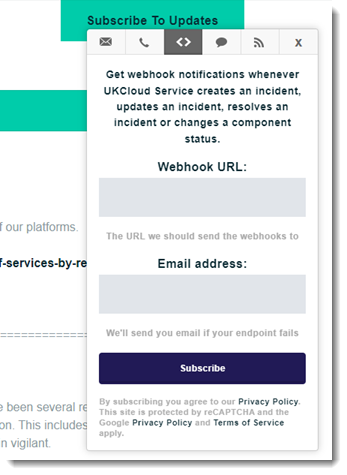 Subscribe To Updates
x
Get webhook notifications whenever
UKCloud Service creates an incident,
updates an incident, resolves an
incident or changes a component
status.
Webhook URL:
The URL we should send the webhooks to
Email address:
We'll send you email if your endpoint fails
Subscribe
By subscribing you agree to our Privacy Policy.
This site is protected by reCAPTCHA and the
Google Privacy Policy and Terms of Service
apply.
of our platforms.
f-services-by-re
==============
e been several re
on. This includes
n vigilant.